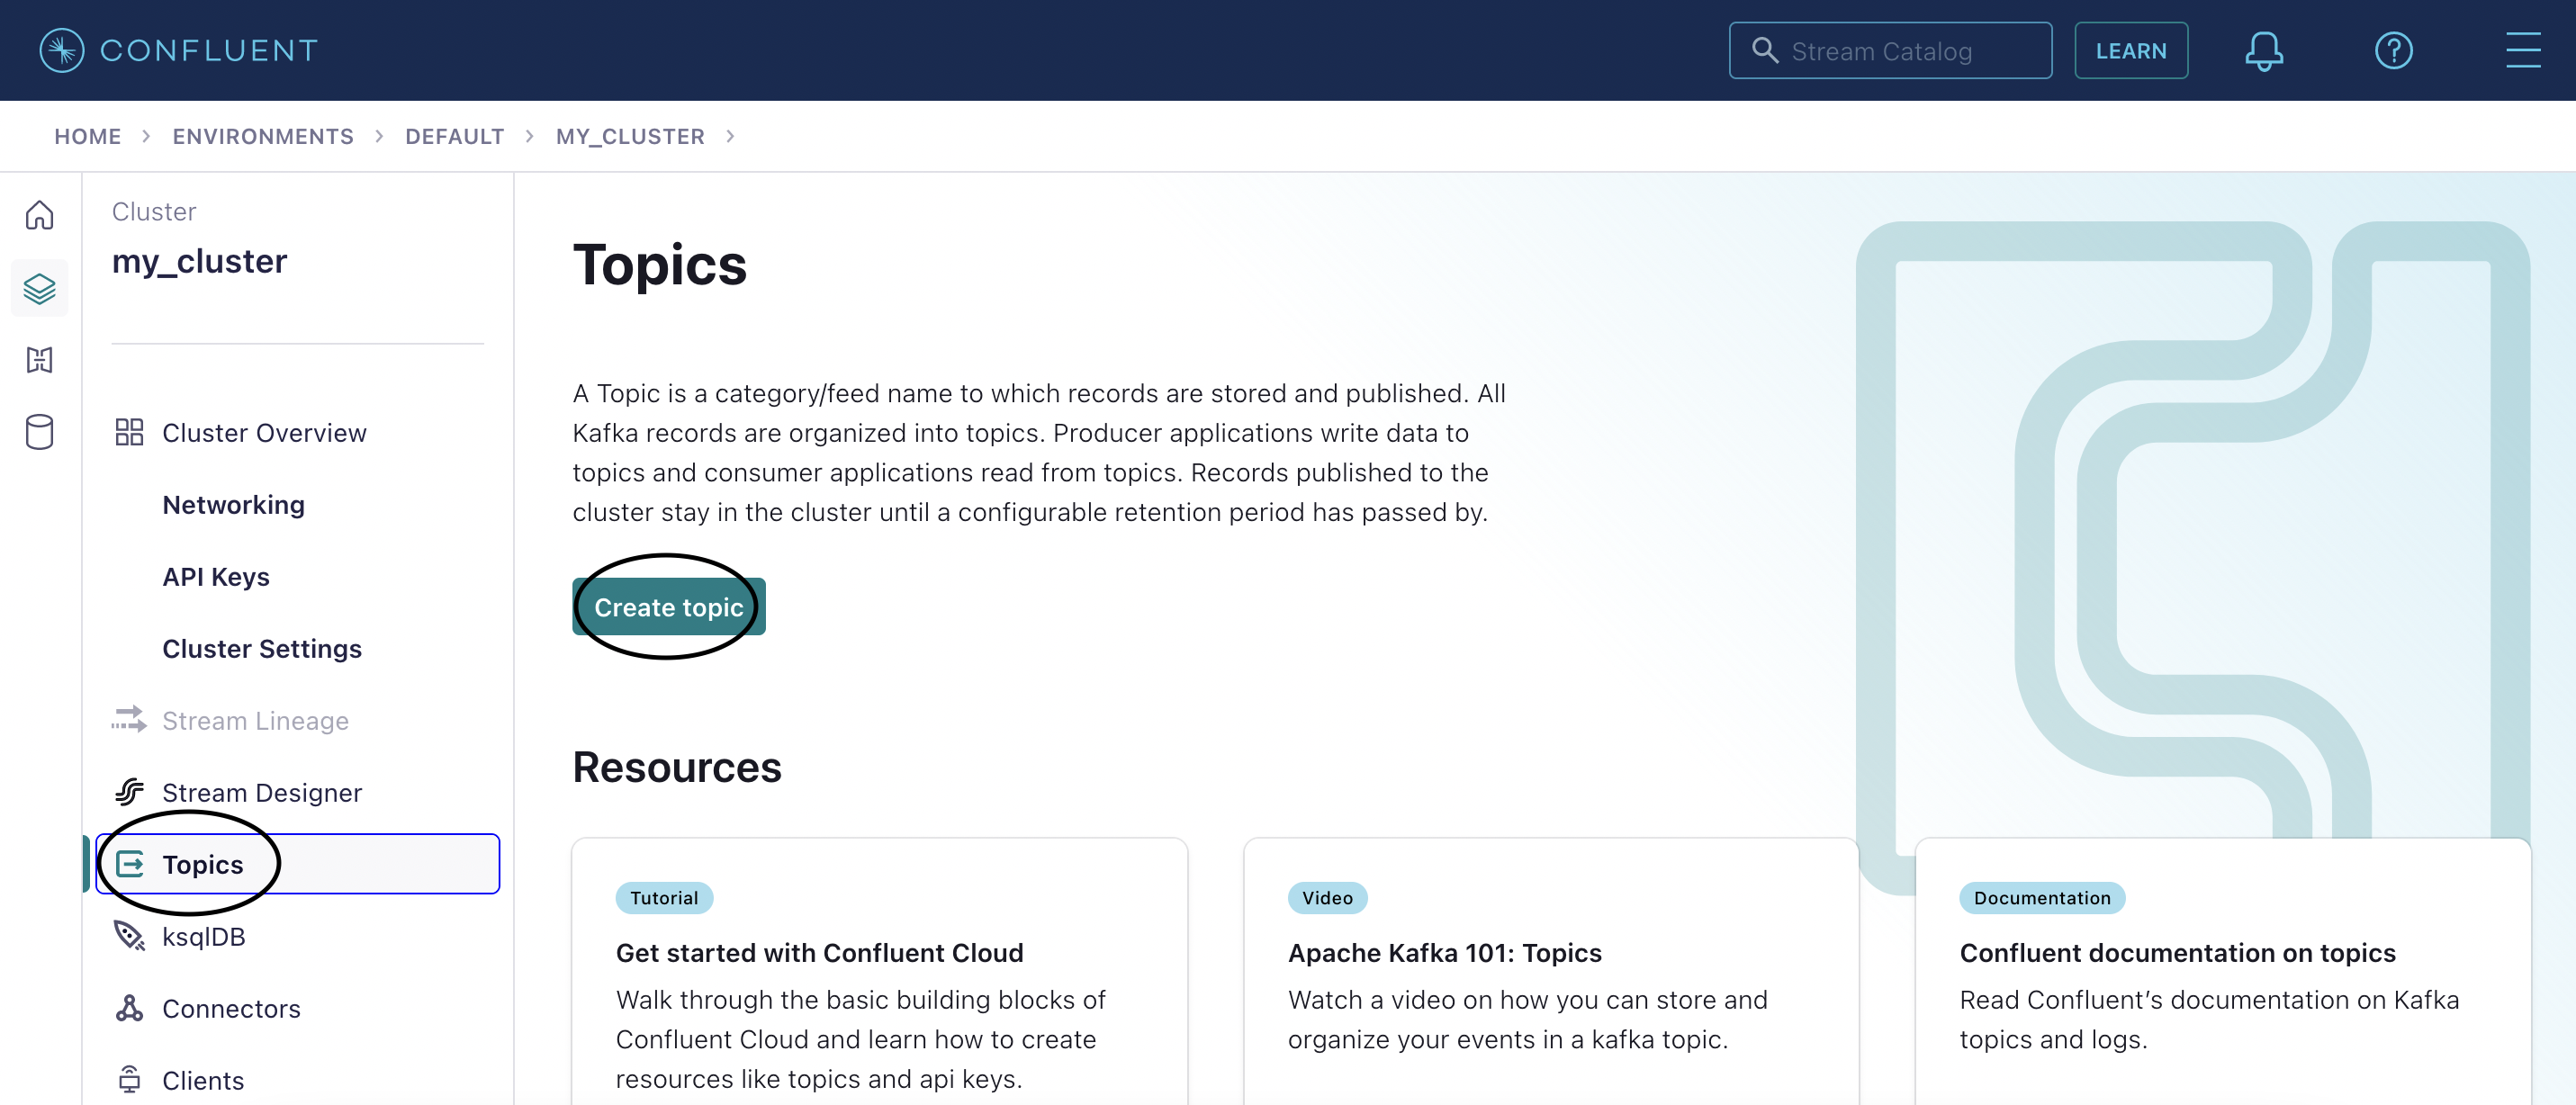 CONFLUENT
Stream Catalog
LEARN
HOME > ENVIRONMENTS > DEFAULT > MY_CLUSTER >
Cluster
my_cluster
Cluster Overview
Networking
API Keys
Cluster Settings
Stream Lineage
Stream Designer
Topics
ksqlDB
Connectors
Clients
Topics
A Topic is a category/feed name to which records are stored and published. All
Kafka records are organized into topics. Producer applications write data to
topics and consumer applications read from topics. Records published to the
cluster stay in the cluster until a configurable retention period has passed by.
Create topic
Resources
Tutorial
Get started with Confluent Cloud
Walk through the basic building blocks of
Confluent Cloud and learn how to create
resources like topics and api keys.
Video
Apache Kafka 101: Topics
Watch a video on how you can store and
organize your events in a kafka topic.
Documentation
Confluent documentation on topics
Read Confluent’s documentation on Kafka
topics and logs.